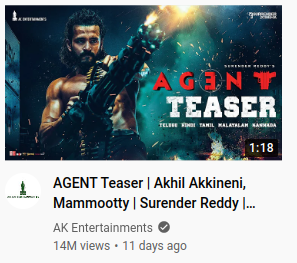 AK ENTERTAINMENTS
SURENDER REDDY'S
AGENT
TEASER
TELUGU HINDI TAMIL MALAYALAM KANNADA
1:18
AGENT Teaser | Akhil Akkineni,
Mammootty | Surender Reddy |...
AK Entertainments
14M views • 11 days ago